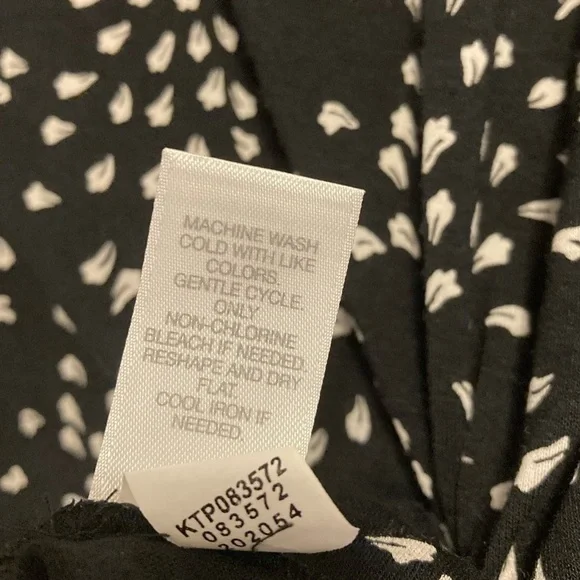 MACHINE WASH
COLD WITH LIKE
COLORS.
GENTLE CYCLE.
ONLY
NON-CHLORINE
BLEACH IF NEEDED.
RESHAPE AND DRY
FLAT.
COOL IRON IF
NEEDED.
KTP083572
083572
202054